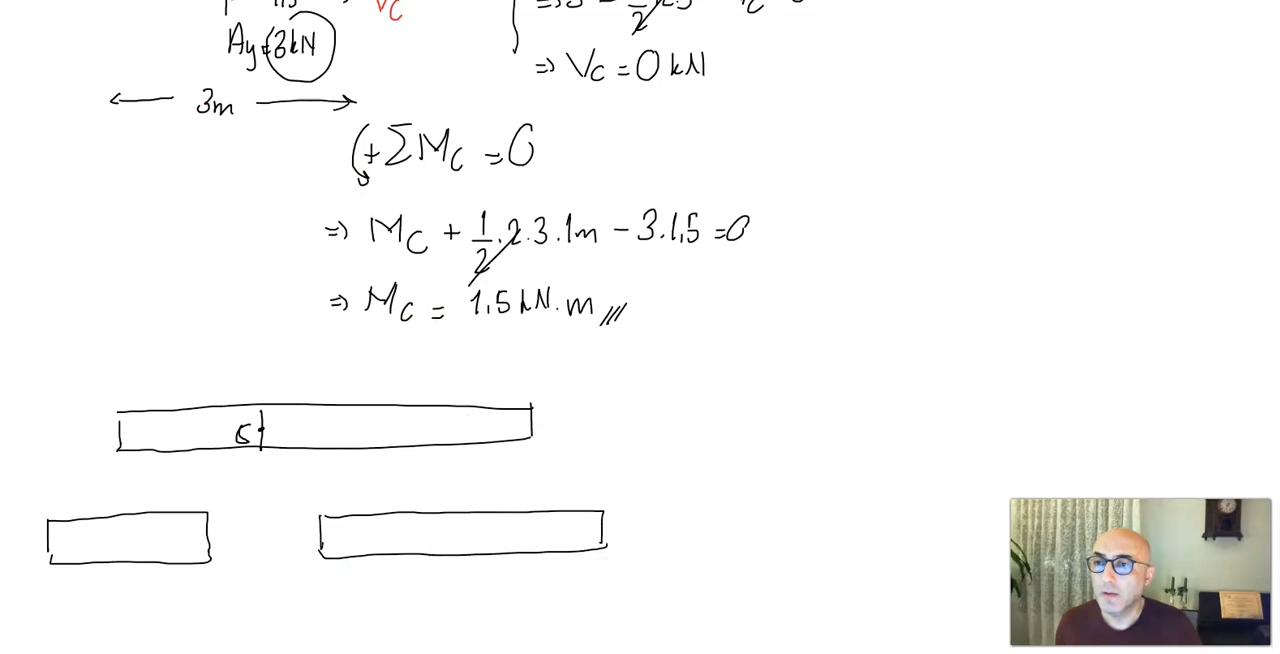 Vc
Ay=3kN
⇒ Vc = 0 kN
3m
(+ ΣMc = 0
⇒ Mc + 1/2 . 2 . 3 . 1m − 3 . 1,5 = 0
⇒ Mc = 1,5 kN.m ///
c